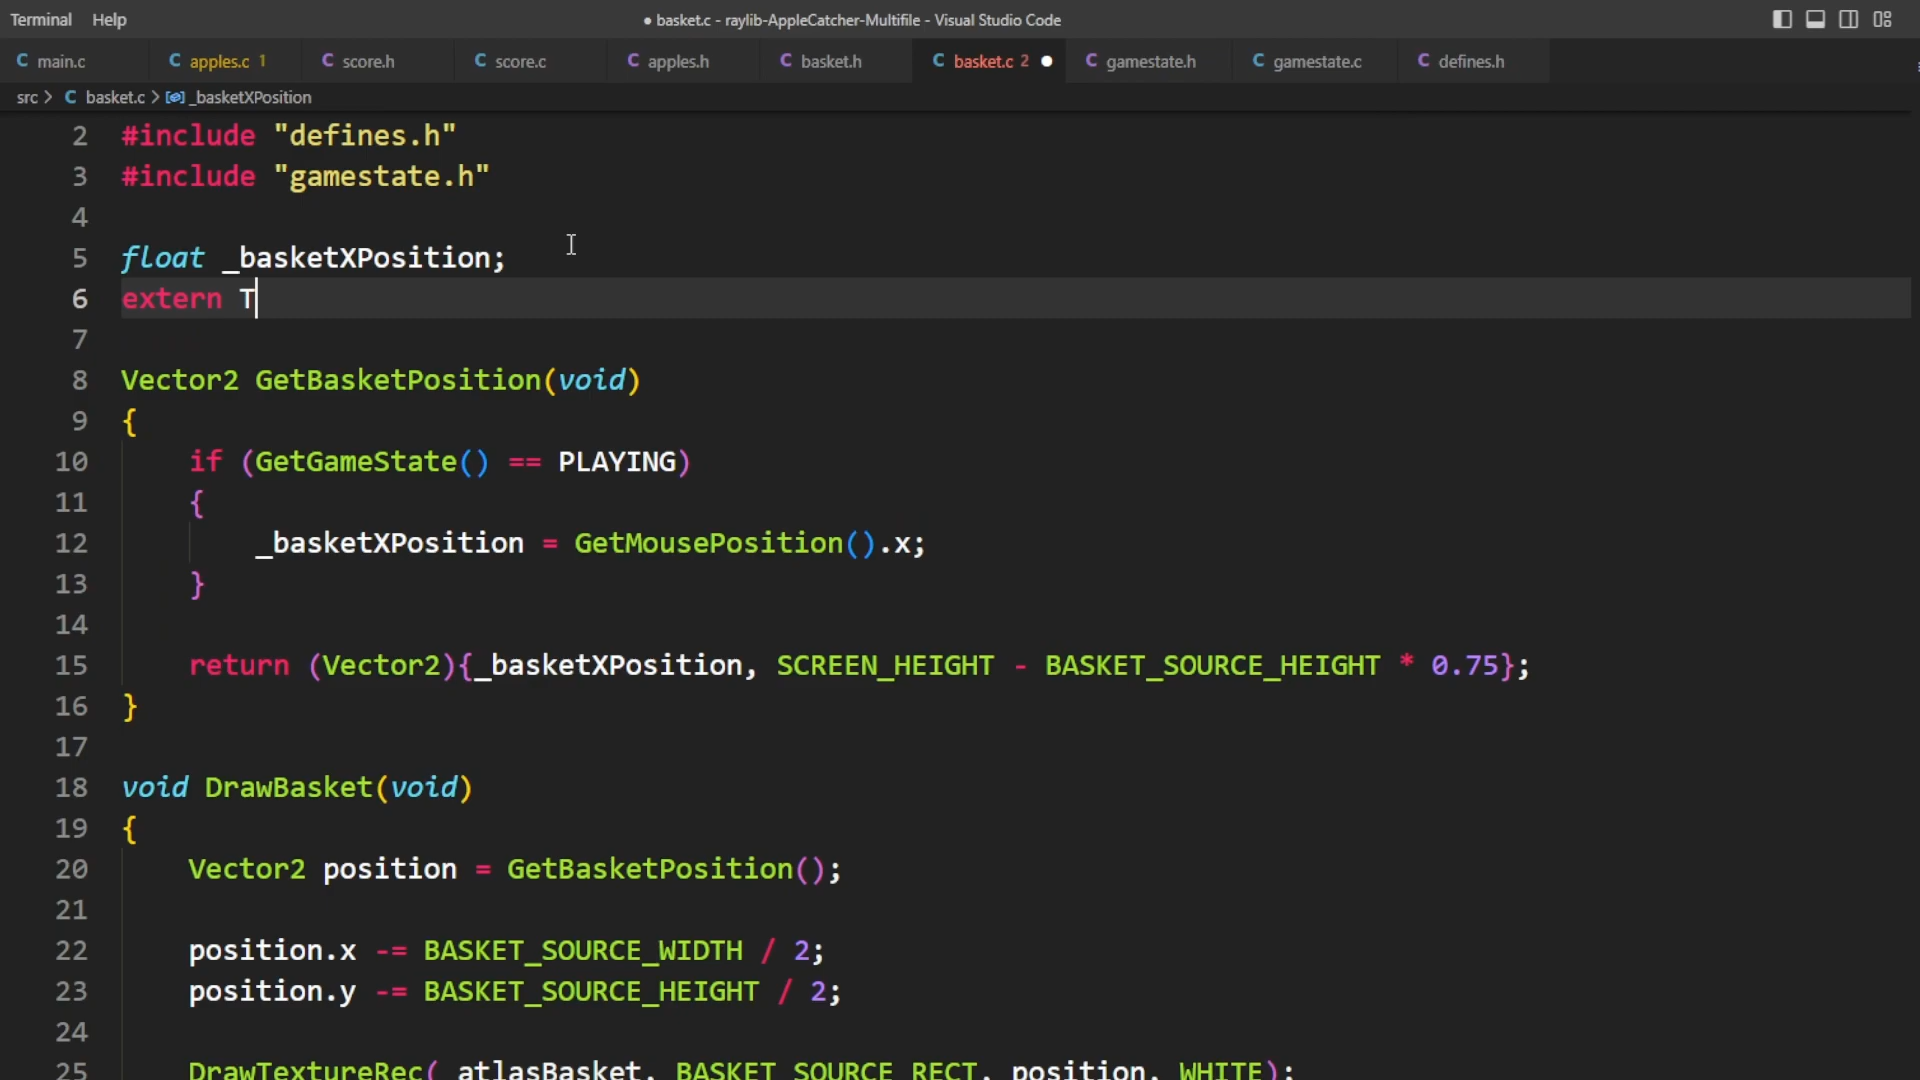 Terminal Help ● basket.c - raylib-AppleCatcher-Multifile - Visual Studio Code
C main.c C apples.c 1 C score.h C score.c C apples.h C basket.h C basket.c 2 ● C gamestate.h C gamestate.c C defines.h
src > C basket.c > _basketXPosition
2 #include "defines.h"
3 #include "gamestate.h"
4
5 float _basketXPosition;
6 extern T
7
8 Vector2 GetBasketPosition(void)
9 {
10 if (GetGameState() == PLAYING)
11 {
12 _basketXPosition = GetMousePosition().x;
13 }
14
15 return (Vector2){_basketXPosition, SCREEN_HEIGHT - BASKET_SOURCE_HEIGHT * 0.75};
16 }
17
18 void DrawBasket(void)
19 {
20 Vector2 position = GetBasketPosition();
21
22 position.x -= BASKET_SOURCE_WIDTH / 2;
23 position.y -= BASKET_SOURCE_HEIGHT / 2;
24
25 DrawTextureRec(_atlasBasket, BASKET_SOURCE_RECT, position, WHITE);